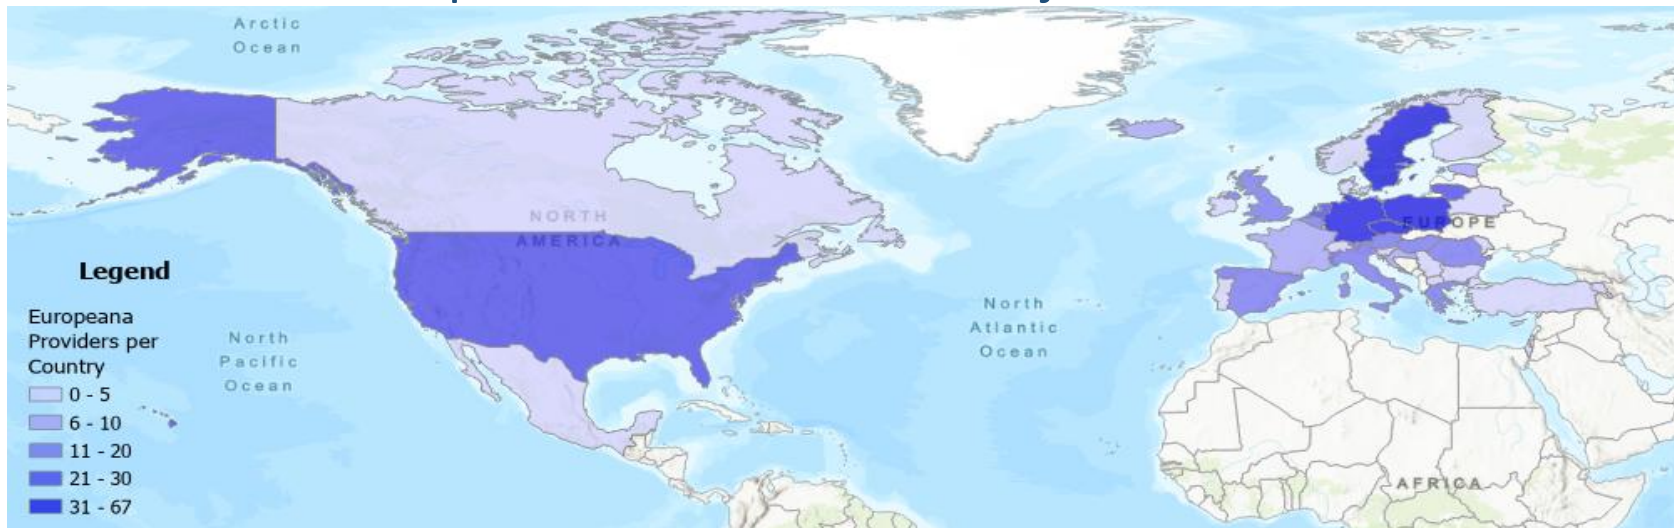 Arctic
Ocean
NORTH
AMERICA
EUROPE
Legend
Europeana
Providers per
Country
0 - 5
6 - 10
11 - 20
21 - 30
31 - 67
North
Pacific
Ocean
North
Atlantic
Ocean
AFRICA